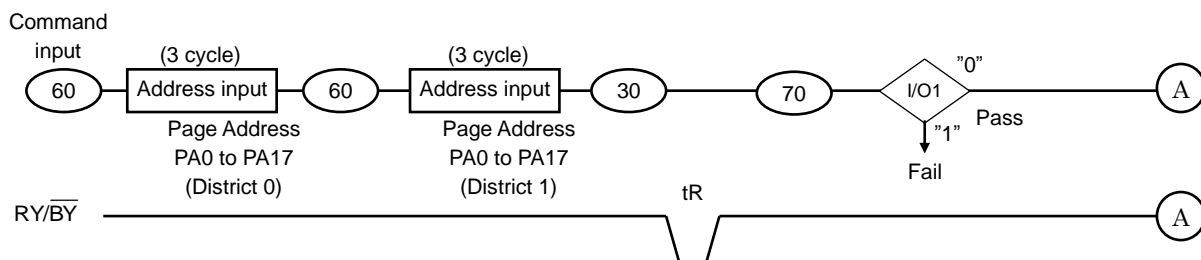 Command
input
(3 cycle)
(3 cycle)
"0"
60
Address input
60
Address input
30
70
I/O1
A
Pass
"1"
Page Address
PA0 to PA17
(District 0)
Page Address
PA0 to PA17
(District 1)
Fail
tR
RY/BY
A